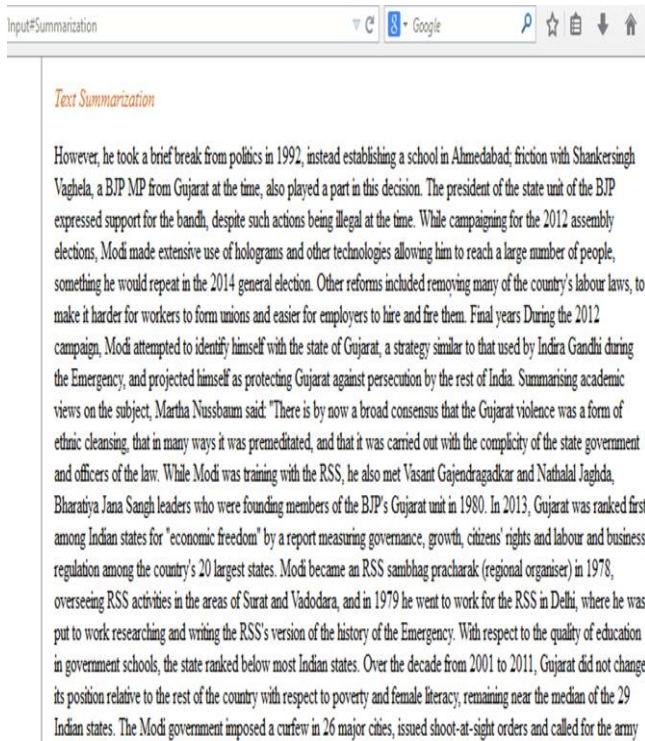 Input#Summarization
Google
Text Summarization
However, he took a brief break from politics in 1992, instead establishing a school in Ahmedabad; friction with Shankersingh
Vaghela, a BJP MP from Gujarat at the time, also played a part in this decision. The president of the state unit of the BJP
expressed support for the bandh, despite such actions being illegal at the time. While campaigning for the 2012 assembly
elections, Modi made extensive use of holograms and other technologies allowing him to reach a large number of people,
something he would repeat in the 2014 general election. Other reforms included removing many of the country's labour laws, to
make it harder for workers to form unions and easier for employers to hire and fire them. Final years During the 2012
campaign, Modi attempted to identify himself with the state of Gujarat, a strategy similar to that used by Indira Gandhi during
the Emergency, and projected himself as protecting Gujarat against persecution by the rest of India. Summarising academic
views on the subject, Martha Nussbaum said: "There is by now a broad consensus that the Gujarat violence was a form of
ethnic cleansing, that in many ways it was premeditated, and that it was carried out with the complicity of the state government
and officers of the law. While Modi was training with the RSS, he also met Vasant Gajendragadkar and Nathalal Jaghda,
Bharatiya Jana Sangh leaders who were founding members of the BJP's Gujarat unit in 1980. In 2013, Gujarat was ranked first
among Indian states for "economic freedom" by a report measuring governance, growth, citizens' rights and labour and business
regulation among the country's 20 largest states. Modi became an RSS sambhag pracharak (regional organiser) in 1978,
overseeing RSS activities in the areas of Surat and Vadodara, and in 1979 he went to work for the RSS in Delhi, where he was
put to work researching and writing the RSS's version of the history of the Emergency. With respect to the quality of education
in government schools, the state ranked below most Indian states. Over the decade from 2001 to 2011, Gujarat did not change
its position relative to the rest of the country with respect to poverty and female literacy, remaining near the median of the 29
Indian states. The Modi government imposed a curfew in 26 major cities, issued shoot-at-sight orders and called for the army